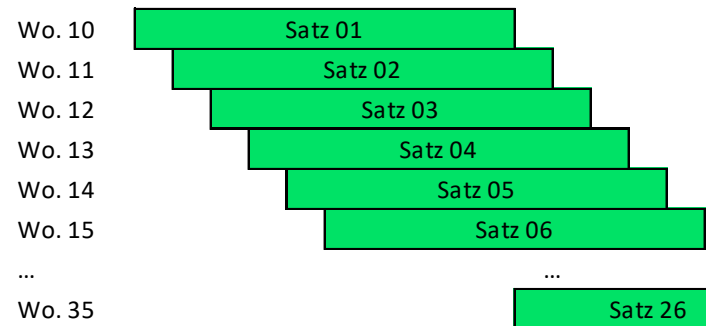 Wo. 10 Satz 01
Wo. 11 Satz 02
Wo. 12 Satz 03
Wo. 13 Satz 04
Wo. 14 Satz 05
Wo. 15 Satz 06
... ...
Wo. 35 Satz 26